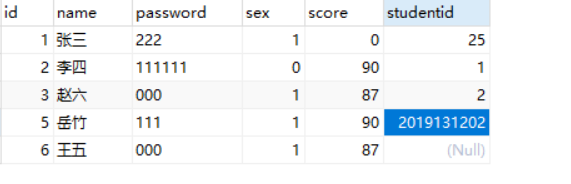 id name password sex score studentid
1 张三 222 1 0 25
2 李四 111111 0 90 1
3 赵六 000 1 87 2
5 岳竹 111 1 90 2019131202
6 王五 000 1 87 (Null)